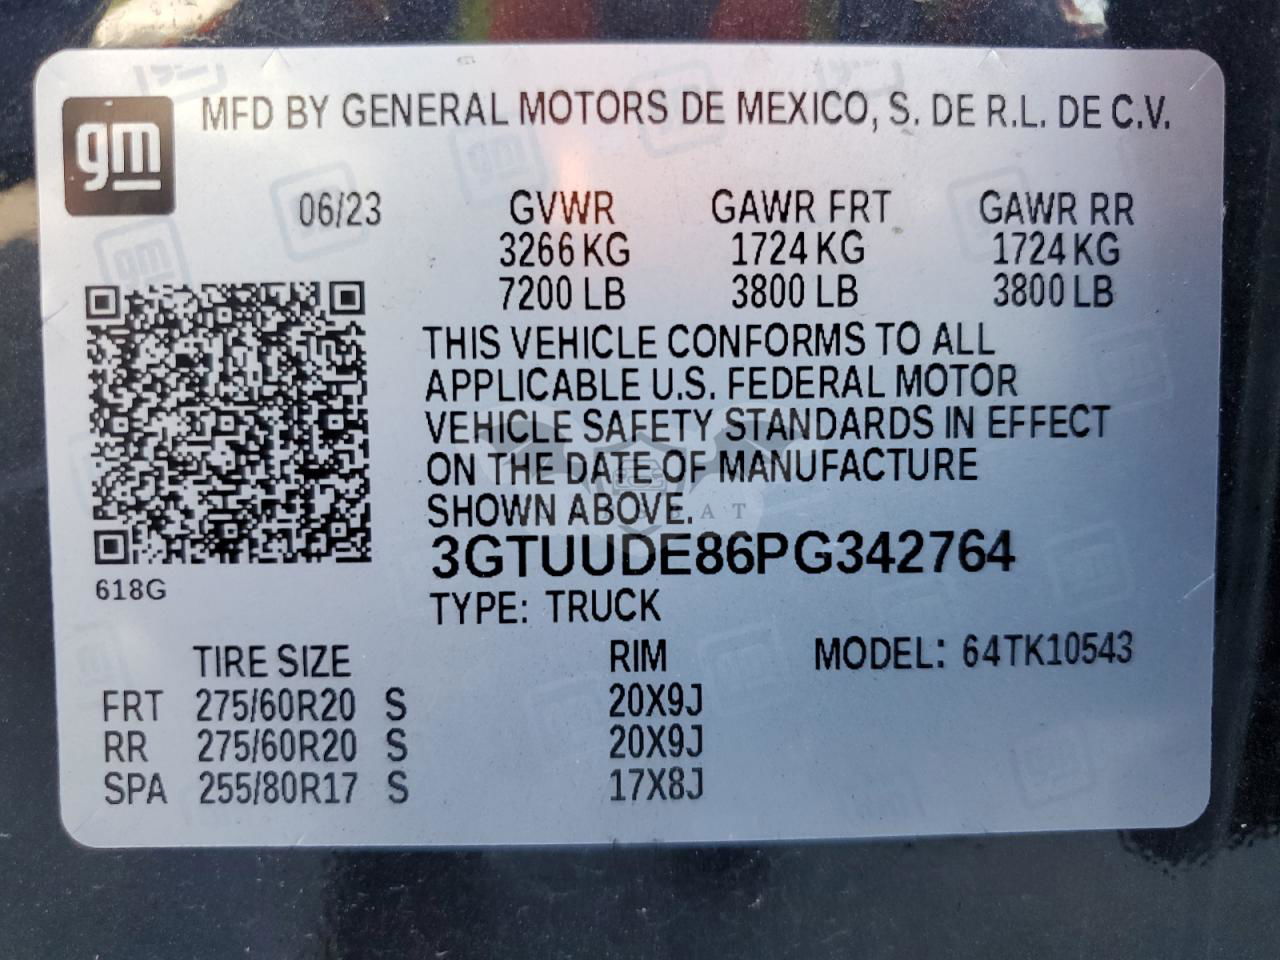 gm MFD BY GENERAL MOTORS DE MEXICO, S. DE R.L. DE C.V.
06/23 GVWR GAWR FRT GAWR RR
3266 KG 1724 KG 1724 KG
7200 LB 3800 LB 3800 LB
THIS VEHICLE CONFORMS TO ALL
APPLICABLE U.S. FEDERAL MOTOR
VEHICLE SAFETY STANDARDS IN EFFECT
ON THE DATE OF MANUFACTURE
SHOWN ABOVE.
3GTUUDE86PG342764
618G
TYPE: TRUCK
TIRE SIZE RIM MODEL: 64TK10543
FRT 275/60R20 S 20X9J
RR 275/60R20 S 20X9J
SPA 255/80R17 S 17X8J